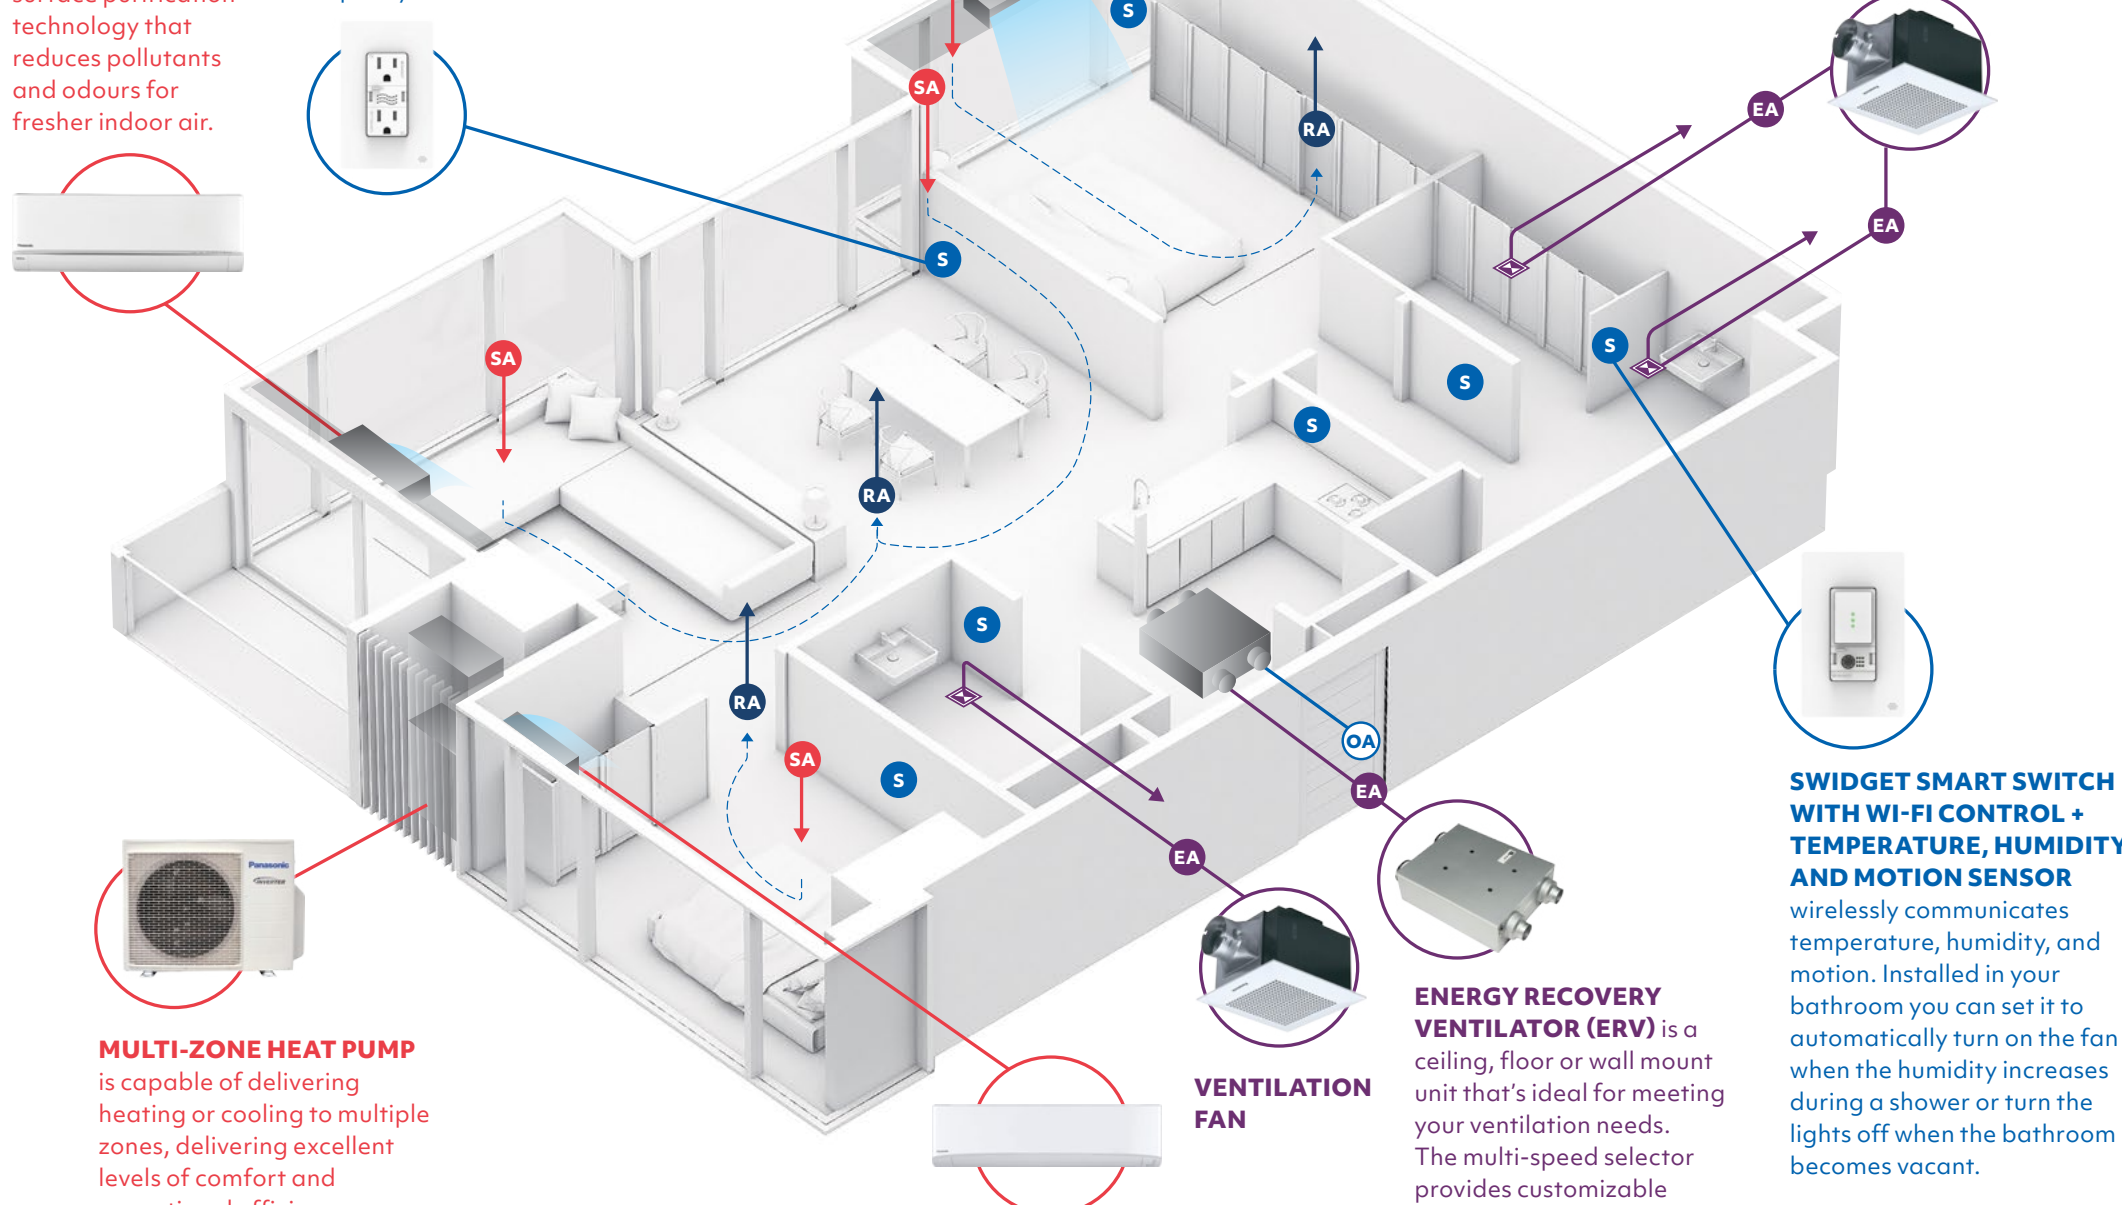 technology that
reduces pollutants
and odours for
fresher indoor air.
S
SA
RA
EA
EA
S
SA
S
S
S
RA
S
RA
SA
S
OA
EA
EA
Panasonic
INVERTER
MULTI-ZONE HEAT PUMP
is capable of delivering
heating or cooling to multiple
zones, delivering excellent
levels of comfort and
VENTILATION
FAN
ENERGY RECOVERY
VENTILATOR (ERV) is a
ceiling, floor or wall mount
unit that's ideal for meeting
your ventilation needs.
The multi-speed selector
provides customizable
SWIDGET SMART SWITCH
WITH WI-FI CONTROL +
TEMPERATURE, HUMIDITY
AND MOTION SENSOR
wirelessly communicates
temperature, humidity, and
motion. Installed in your
bathroom you can set it to
automatically turn on the fan
when the humidity increases
during a shower or turn the
lights off when the bathroom
becomes vacant.